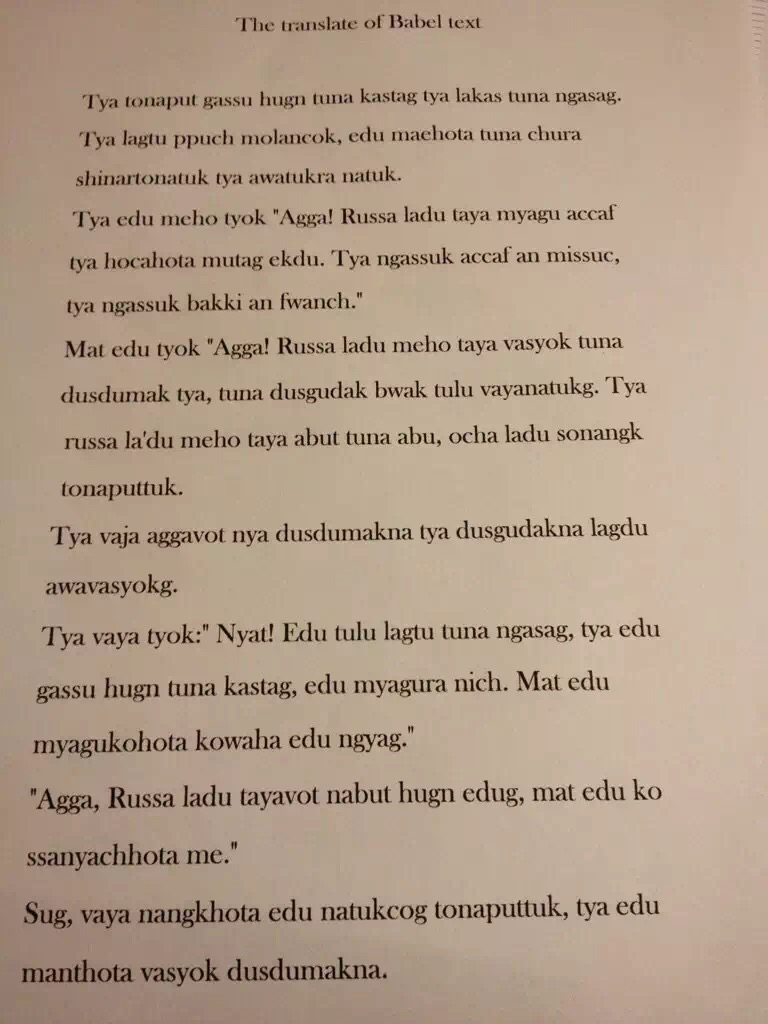 The translate of Babel text
Tya tonaput gassu hugn tuna kastag tya lakas tuna ngasag.
Tya lagtu ppuch molancok, edu maehota tuna chura
shinartonatuk tya awatukra natuk.
Tya edu meho tyok "Agga! Russa ladu taya myagu accaf
tya hocahota mutag ekdu. Tya ngassuk accaf an missuc,
tya ngassuk bakki an fwanch."
Mat edu tyok "Agga! Russa ladu meho taya vasyok tuna
dusdumak tya, tuna dusgudak bwak tulu vayanatukg. Tya
russa la'du meho taya abut tuna abu, ocha ladu sonangk
tonaputtuk.
Tya vaja aggavot nya dusdumakna tya dusgudakna lagdu
awavasyokg.
Tya vaya tyok:" Nyat! Edu tulu lagtu tuna ngasag, tya edu
gassu hugn tuna kastag, edu myagura nich. Mat edu
myagukohota kowaha edu ngyag."
"Agga, Russa ladu tayavot nabut hugn edug, mat edu ko
ssanyachhota me."
Sug, vaya nangkhota edu natukcog tonaputtuk, tya edu
manthota vasyok dusdumakna.